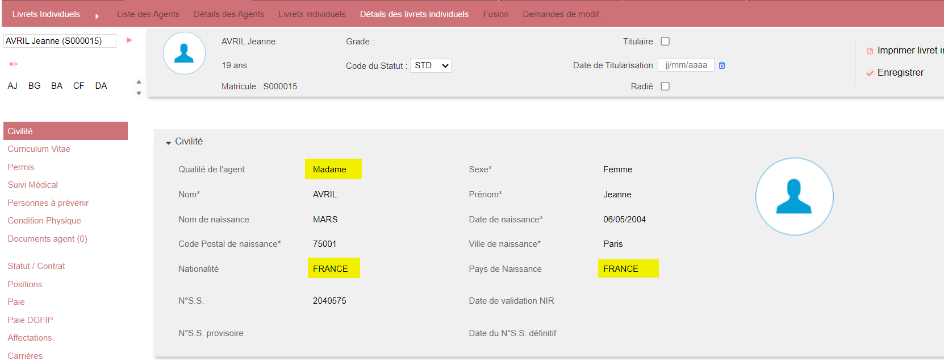 Livrets Individuels
Liste des Agents
Détails des Agents
Livrets individuels
Détails des livrets individuels
Fusion
Demandes de modif.
AVRIL Jeanne (S000015)
AJ BG BA CF DA
AVRIL Jeanne
19 ans
Matricule : S000015
Grade :
Code du Statut : STD
Titulaire
Date de Titularisation jj/mm/aaaa
Radié
Imprimer livret in
Enregistrer
Civilité
Curriculum Vitae
Permis
Suivi Médical
Personnes à prévenir
Condition Physique
Documents agent (0)
Statut / Contrat
Positions
Paie
Paie DGFIP
Affectations
Carrières
Civilité
Qualité de l'agent Madame Sexe* Femme
Nom* AVRIL Prénom* Jeanne
Nom de naissance MARS Date de naissance* 06/05/2004
Code Postal de naissance* 75001 Ville de naissance* Paris
Nationalité FRANCE Pays de Naissance FRANCE
N°S.S. 2040575 Date de validation NIR
N°S.S. provisoire Date du N°S.S. définitif